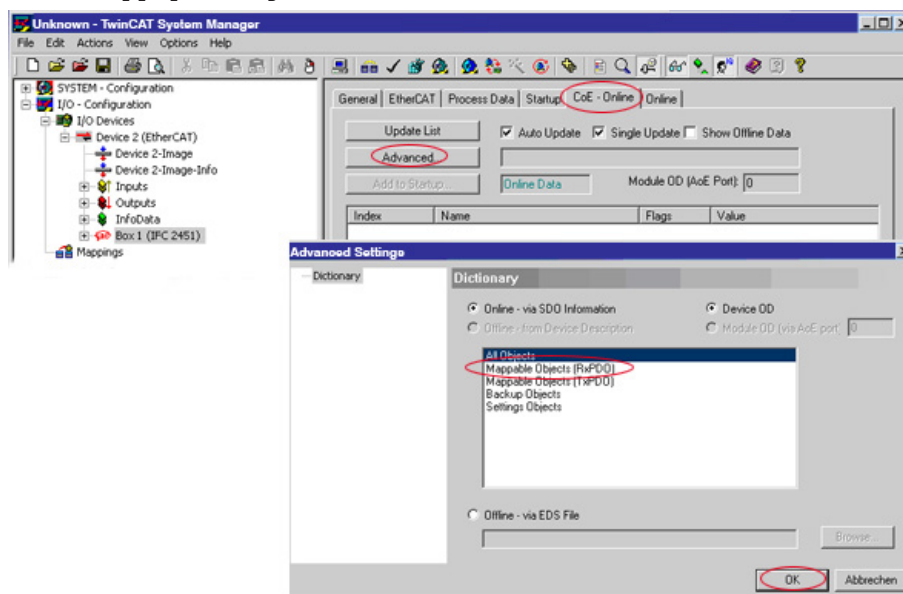 Unknown - TwinCAT System Manager
File Edit Actions View Options Help
SYSTEM - Configuration
I/O - Configuration
I/O Devices
Device 2 (EtherCAT)
Device 2-Image
Device 2-Image-Info
Inputs
Outputs
InfoData
Box 1 (IFC 2451)
Mappings
General EtherCAT Process Data Startup CoE - Online Online
Update List Auto Update Single Update Show Offline Data
Advanced...
Add to Startup... Online Data Module OD (AoE Port): 0
Index Name Flags Value
Advanced Settings
Dictionary Dictionary
Online - via SDO Information Device OD
Offline - from Device Description Module OD (via AoE port) 0
All Objects
Mappable Objects (RxPDO)
Mappable Objects (TxPDO)
Backup Objects
Settings Objects
Offline - via EDS File
Browse...
OK Abbrechen